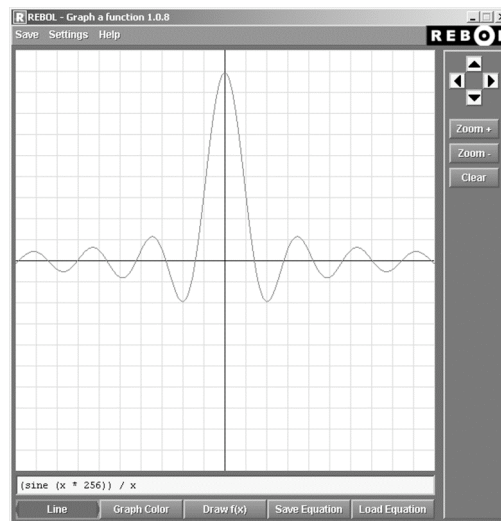 REBOL - Graph a function 1.0.8
Save Settings Help
REBOL
Zoom +
Zoom -
Clear
(sine (x * 256)) / x
Line Graph Color Draw f(x) Save Equation Load Equation